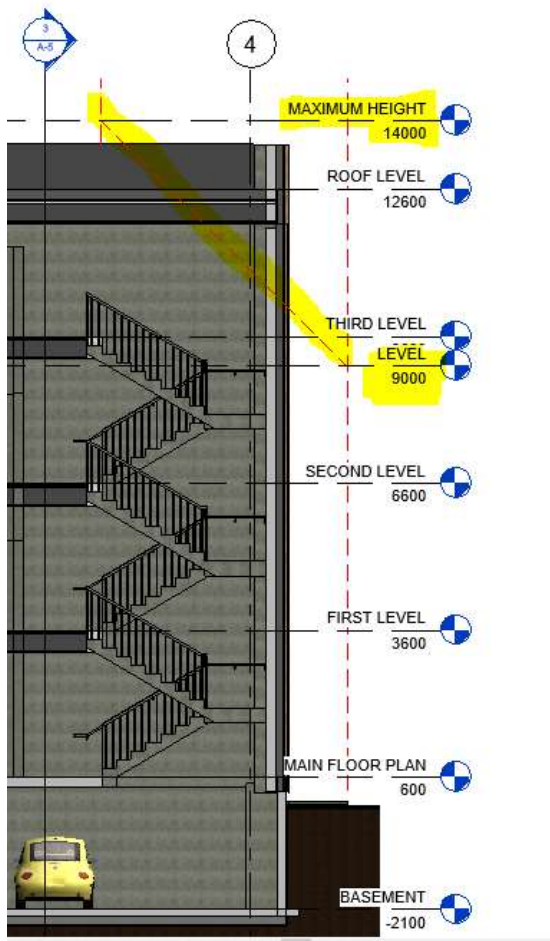 3
A-5
4
MAXIMUM HEIGHT
14000
ROOF LEVEL
12600
THIRD LEVEL
LEVEL
9000
SECOND LEVEL
6600
FIRST LEVEL
3600
MAIN FLOOR PLAN
600
BASEMENT
-2100